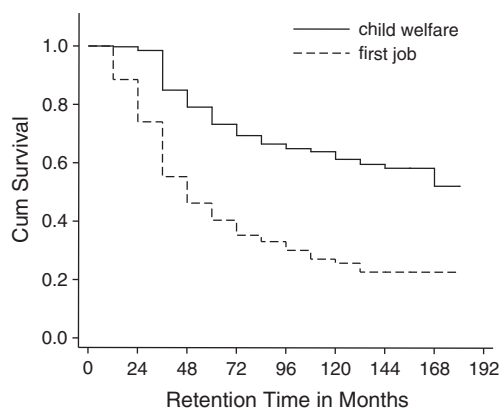 child welfare
first job
1.0
0.8
0.6
0.4
0.2
0.0
Cum Survival
0 24 48 72 96 120 144 168 192
Retention Time in Months